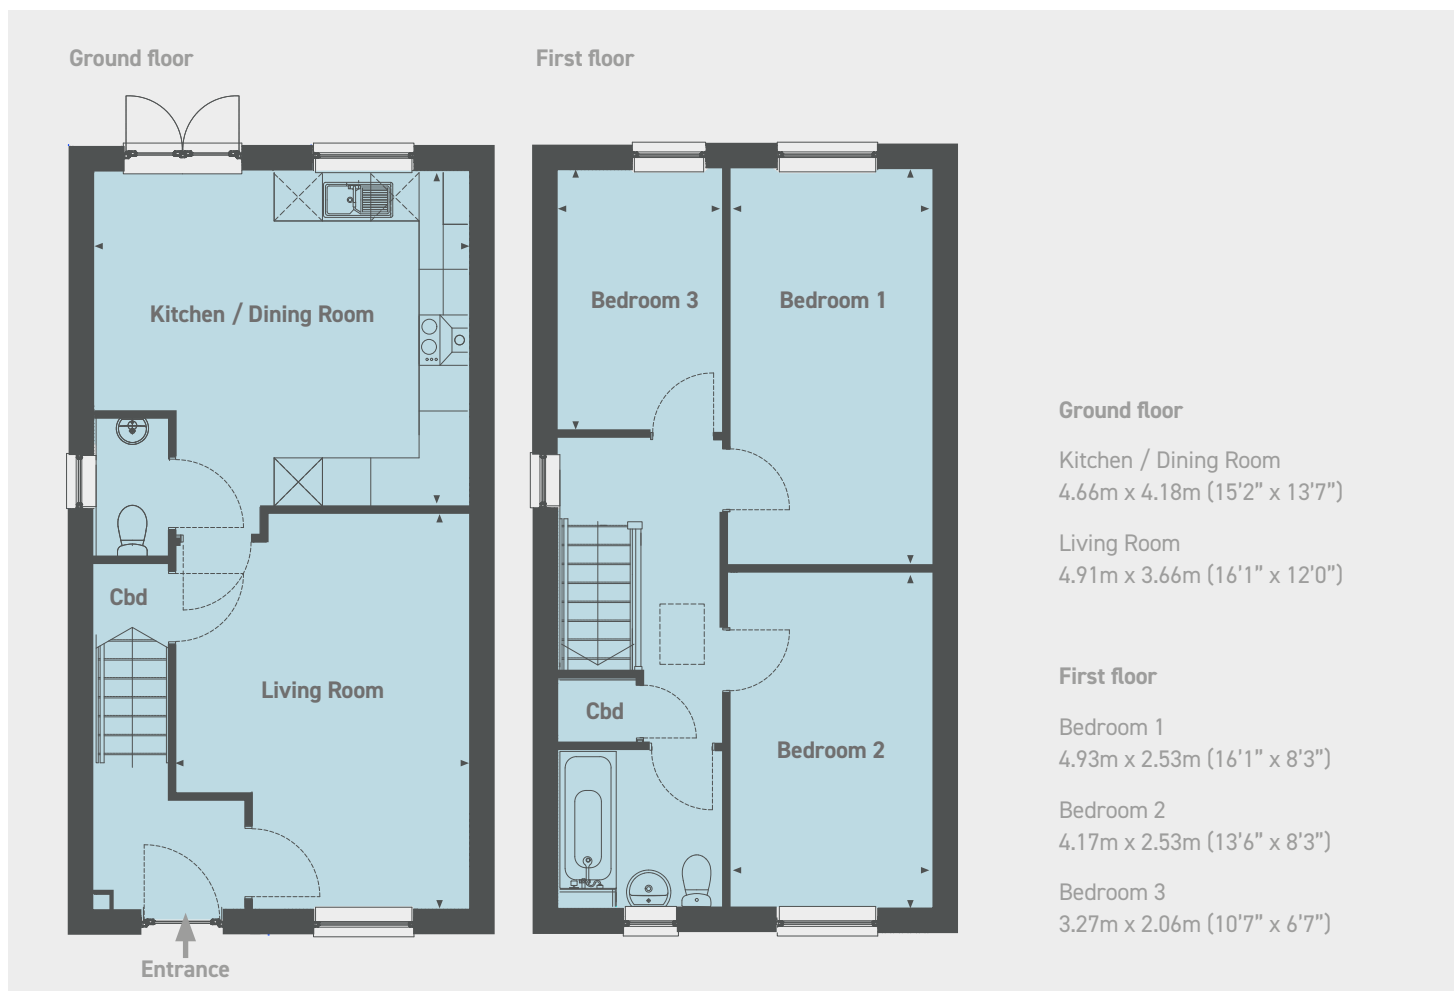 Ground floor
First floor
Kitchen / Dining Room
Cbd
Living Room
Entrance
Bedroom 3
Bedroom 1
Cbd
Bedroom 2
Ground floor
Kitchen / Dining Room
4.66m x 4.18m (15'2” x 13'7”)
Living Room
4.91m x 3.66m (16'1” x 12'0”)
First floor
Bedroom 1
4.93m x 2.53m (16'1” x 8'3”)
Bedroom 2
4.17m x 2.53m (13'6” x 8'3”)
Bedroom 3
3.27m x 2.06m (10'7” x 6'7”)